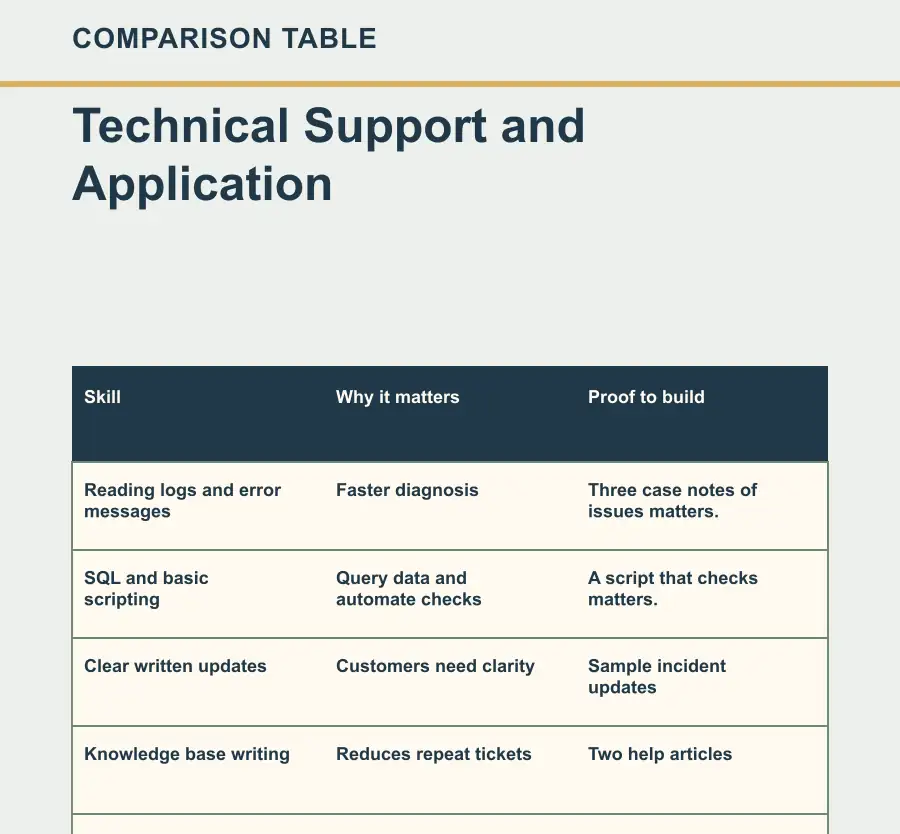 COMPARISON TABLE
Technical Support and
Application
Skill
Why it matters
Proof to build
Reading logs and error
messages
Faster diagnosis
Three case notes of
issues matters.
SQL and basic
scripting
Query data and
automate checks
A script that checks
matters.
Clear written updates
Customers need clarity
Sample incident
updates
Knowledge base writing
Reduces repeat tickets
Two help articles